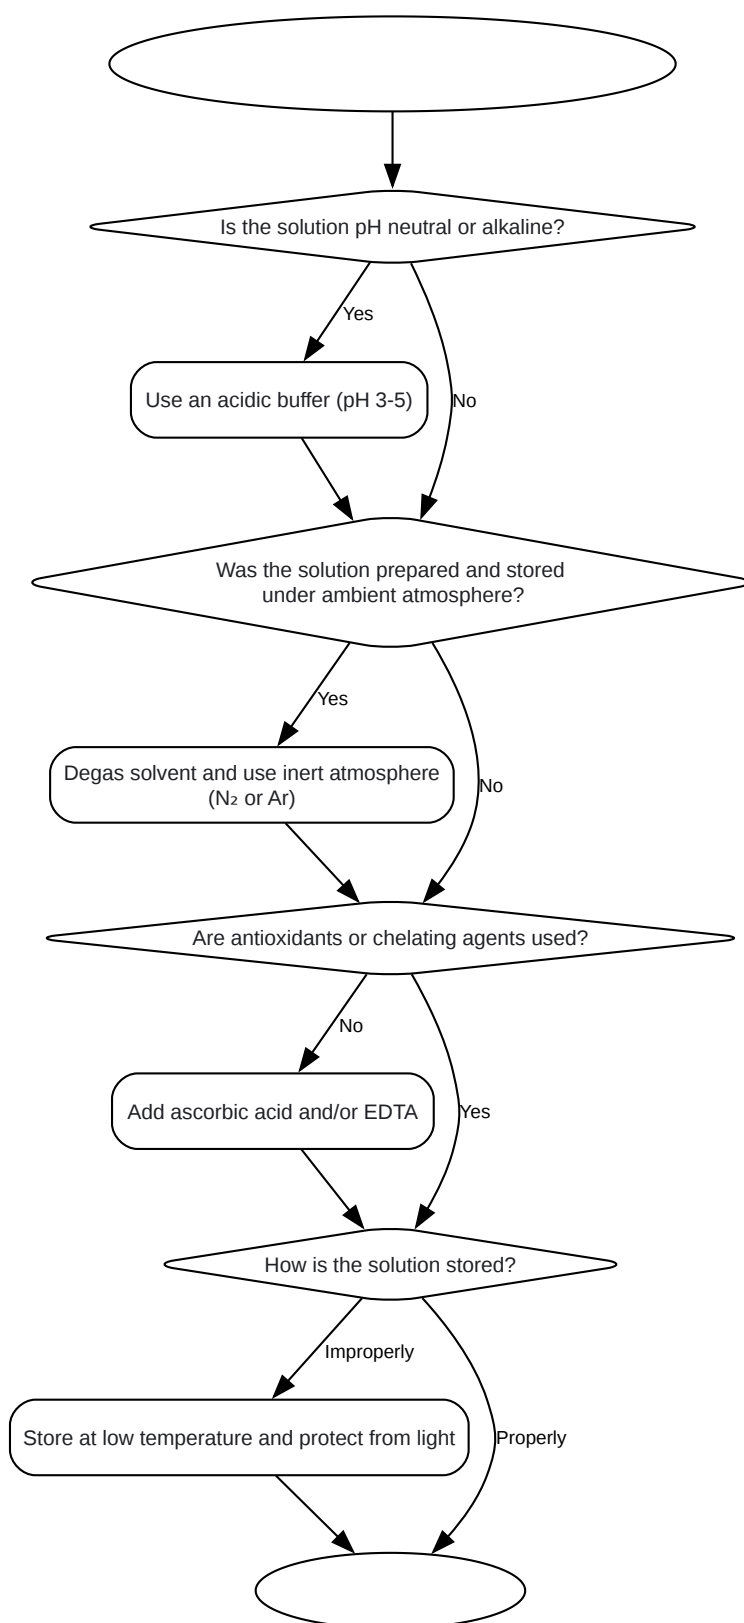 Is the solution pH neutral or alkaline?
Yes
Use an acidic buffer (pH 3-5)
No
Was the solution prepared and stored
under ambient atmosphere?
Yes
Degas solvent and use inert atmosphere
(N₂ or Ar)
No
Are antioxidants or chelating agents used?
No
Add ascorbic acid and/or EDTA
Yes
How is the solution stored?
Improperly
Store at low temperature and protect from light
Properly